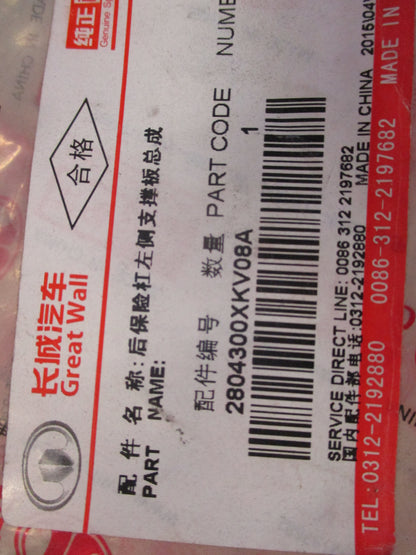 纯正
Genuine
长城汽车
Great Wall
合格
配 件 名 称:后保险杠左侧支撑板总成
PART NAME:
配件编号 数量 PART CODE NUME
2804300XKV08A 1
SERVICE DIRECT LINE: 0086 312 2197682
国内配件部电话:0312-2192880 MADE IN CHINA 2015\04\
TEL:0312-2192880 0086-312-2197682 MADE IN